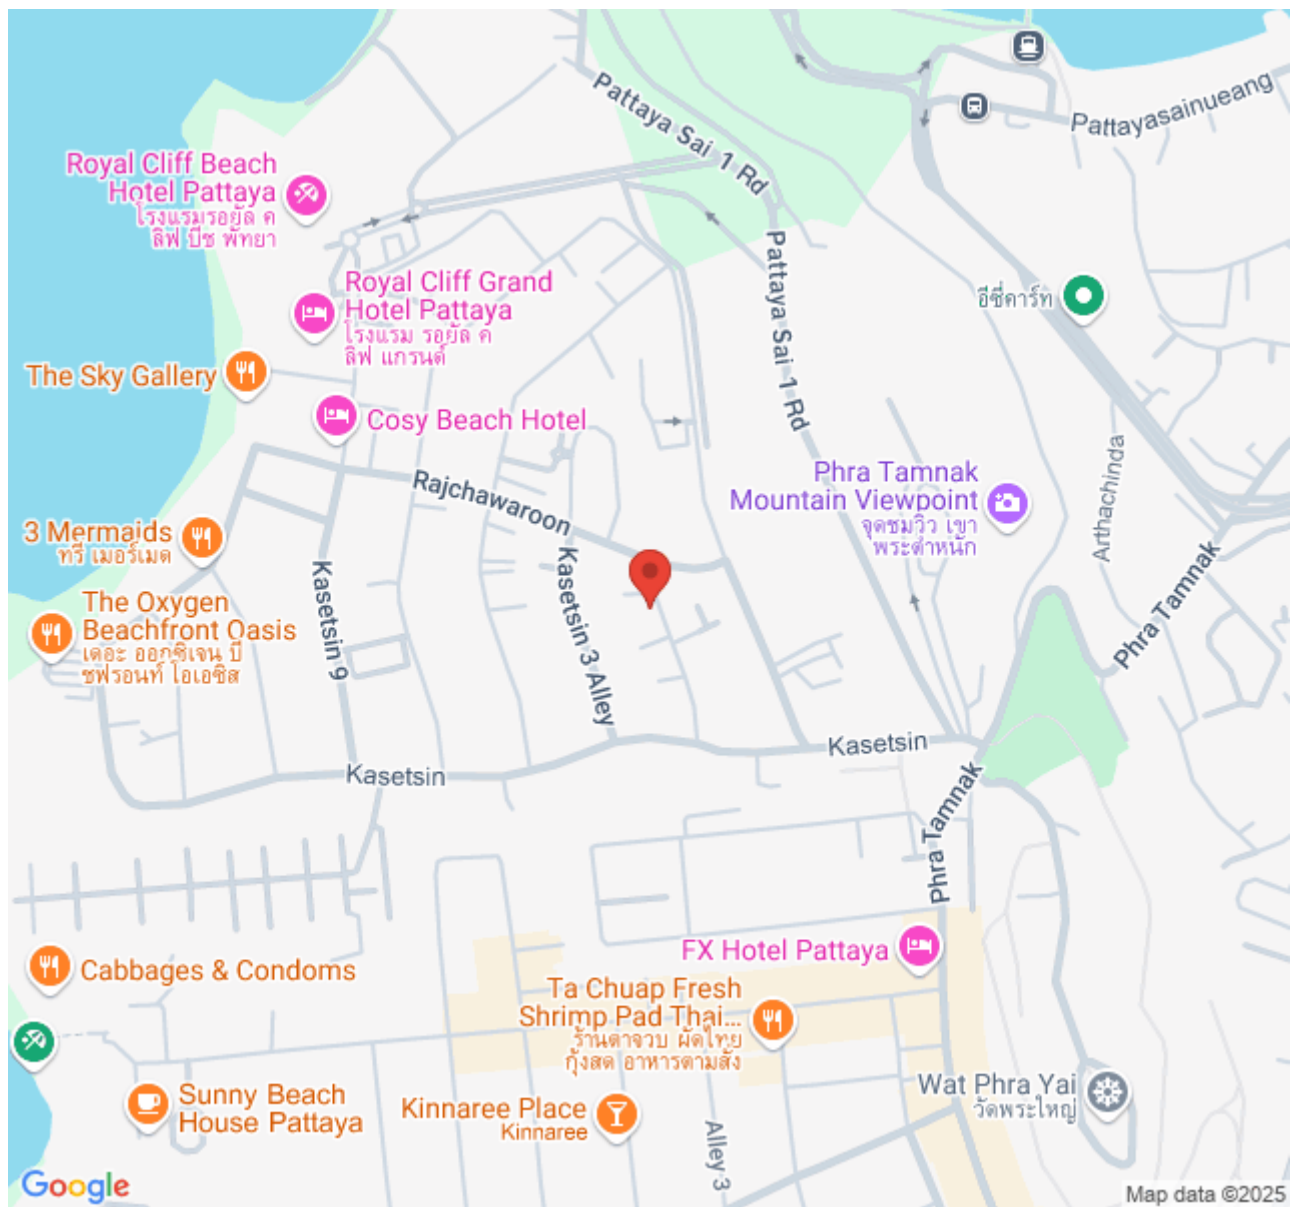 Pattaya Sai 1 Rd
Pattayasainueang
Royal Cliff Beach
Hotel Pattaya
โรงแรมรอยัล ค
ลิฟ บีช พัทยา
Royal Cliff Grand
Hotel Pattaya
โรงแรม รอยัล ค
ลิฟ แกรนด์
Pattaya Sai 1 Rd
อีซี่คาร์ท
The Sky Gallery
Cosy Beach Hotel
Rajchawaroon
Phra Tamnak
Mountain Viewpoint
จุดชมวิว เขา
พระตำหนัก
Arthachinda
3 Mermaids
ทรี เมอร์เมด
Kasetsin 9
Kasetsin 3 Alley
Phra Tamnak
The Oxygen
Beachfront Oasis
เดอะ ออกซิเจน บี
ชฟรอนท์ โอเอซิส
Kasetsin
Kasetsin
Phra Tamnak
FX Hotel Pattaya
Cabbages & Condoms
Ta Chuap Fresh
Shrimp Pad Thai...
ร้านตาจวบ ผัดไทย
กุ้งสด อาหารตามสั่ง
Sunny Beach
House Pattaya
Kinnaree Place
Kinnaree
Alley 3
Wat Phra Yai
วัดพระใหญ่
Google
Map data ©2025